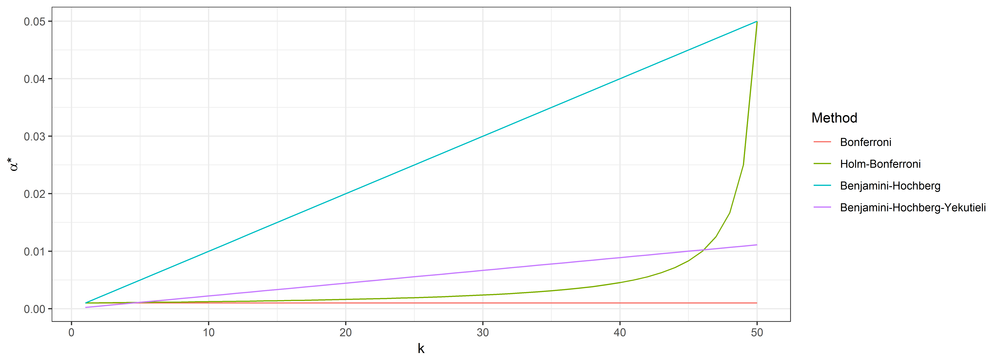 0.05
0.04
0.03
0.02
0.01
0.00
α*
0 10 20 30 40 50
k
Method
Bonferroni
Holm-Bonferroni
Benjamini-Hochberg
Benjamini-Hochberg-Yekutieli